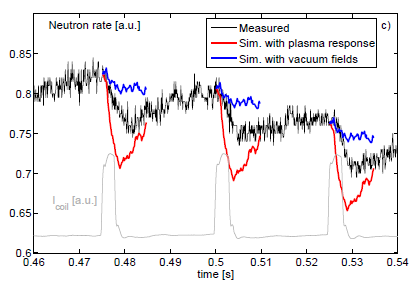 Neutron rate [a.u.]
Measured
c)
Sim. with plasma response
Sim. with vacuum fields
0.85
0.8
0.75
0.7
0.65
0.6
I_coil [a.u.]
0.46 0.47 0.48 0.49 0.5 0.51 0.52 0.53 0.54
time [s]